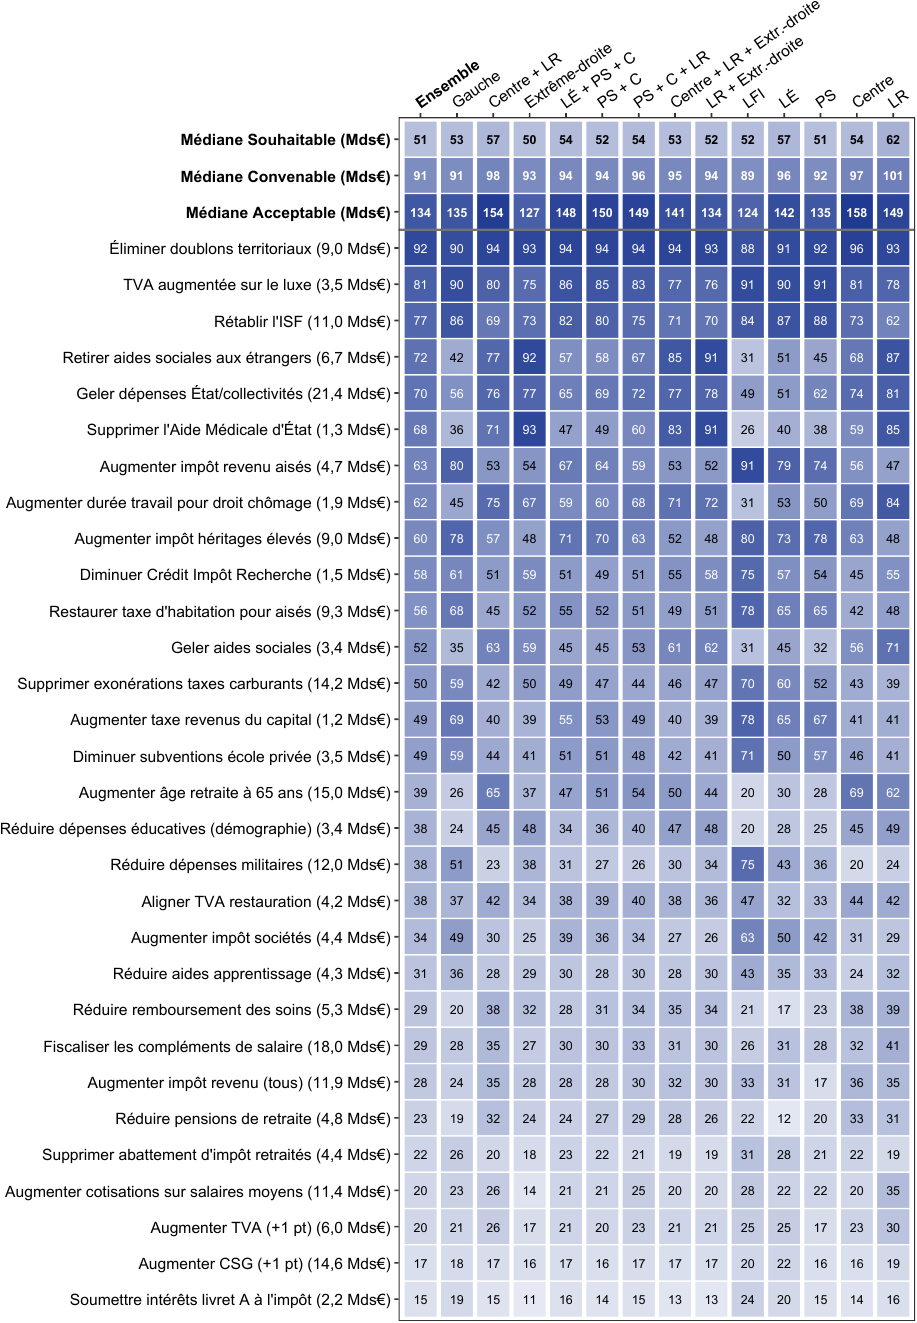 Ensemble Gauche Centre + LR Extrême-droite LÉ + PS + C PS + C PS + C + LR Centre + LR + Extr.-droite LR + Extr.-droite LFI LÉ PS Centre LR
Médiane Souhaitable (Mds€) 51 53 57 50 54 52 54 53 52 52 57 51 54 62
Médiane Convenable (Mds€) 91 91 98 93 94 94 96 95 94 89 96 92 97 101
Médiane Acceptable (Mds€) 134 135 154 127 148 150 149 141 134 124 142 135 158 149
Éliminer doublons territoriaux (9,0 Mds€) 92 90 94 93 94 94 94 94 93 88 91 92 96 93
TVA augmentée sur le luxe (3,5 Mds€) 81 90 80 75 86 85 83 77 76 91 90 91 81 78
Rétablir l'ISF (11,0 Mds€) 77 86 69 73 82 80 75 71 70 84 87 88 73 62
Retirer aides sociales aux étrangers (6,7 Mds€) 72 42 77 92 57 58 67 85 91 31 51 45 68 87
Geler dépenses État/collectivités (21,4 Mds€) 70 56 76 77 65 69 72 77 78 49 51 62 74 81
Supprimer l'Aide Médicale d'État (1,3 Mds€) 68 36 71 93 47 49 60 83 91 26 40 38 59 85
Augmenter impôt revenu aisés (4,7 Mds€) 63 80 53 54 67 64 59 53 52 91 79 74 56 47
Augmenter durée travail pour droit chômage (1,9 Mds€) 62 45 75 67 59 60 68 71 72 31 53 50 69 84
Augmenter impôt héritages élevés (9,0 Mds€) 60 78 57 48 71 70 63 52 48 80 73 78 63 48
Diminuer Crédit Impôt Recherche (1,5 Mds€) 58 61 51 59 51 49 51 55 58 75 57 54 45 55
Restaurer taxe d'habitation pour aisés (9,3 Mds€) 56 68 45 52 55 52 51 49 51 78 65 65 42 48
Geler aides sociales (3,4 Mds€) 52 35 63 59 45 45 53 61 62 31 45 32 56 71
Supprimer exonérations taxes carburants (14,2 Mds€) 50 59 42 50 49 47 44 46 47 70 60 52 43 39
Augmenter taxe revenus du capital (1,2 Mds€) 49 69 40 39 55 53 49 40 39 78 65 67 41 41
Diminuer subventions école privée (3,5 Mds€) 49 59 44 41 51 51 48 42 41 71 50 57 46 41
Augmenter âge retraite à 65 ans (15,0 Mds€) 39 26 65 37 47 51 54 50 44 20 30 28 69 62
Réduire dépenses éducatives (démographie) (3,4 Mds€) 38 24 45 48 34 36 40 47 48 20 28 25 45 49
Réduire dépenses militaires (12,0 Mds€) 38 51 23 38 31 27 26 30 34 75 43 36 20 24
Aligner TVA restauration (4,2 Mds€) 38 37 42 34 38 39 40 38 36 47 32 33 44 42
Augmenter impôt sociétés (4,4 Mds€) 34 49 30 25 39 36 34 27 26 63 50 42 31 29
Réduire aides apprentissage (4,3 Mds€) 31 36 28 29 30 28 30 28 30 43 35 33 24 32
Réduire remboursement des soins (5,3 Mds€) 29 20 38 32 28 31 34 35 34 21 17 23 38 39
Fiscaliser les compléments de salaire (18,0 Mds€) 29 28 35 27 30 30 33 31 30 26 31 28 32 41
Augmenter impôt revenu (tous) (11,9 Mds€) 28 24 35 28 28 28 30 32 30 33 31 17 36 35
Réduire pensions de retraite (4,8 Mds€) 23 19 32 24 24 27 29 28 26 22 12 20 33 31
Supprimer abattement d'impôt retraités (4,4 Mds€) 22 26 20 18 23 22 21 19 19 31 28 21 22 19
Augmenter cotisations sur salaires moyens (11,4 Mds€) 20 23 26 14 21 21 25 20 20 28 22 22 20 35
Augmenter TVA (+1 pt) (6,0 Mds€) 20 21 26 17 21 20 23 21 21 25 25 17 23 30
Augmenter CSG (+1 pt) (14,6 Mds€) 17 18 17 16 17 16 17 17 17 20 22 16 16 19
Soumettre intérêts livret A à l'impôt (2,2 Mds€) 15 19 15 11 16 14 15 13 13 24 20 15 14 16